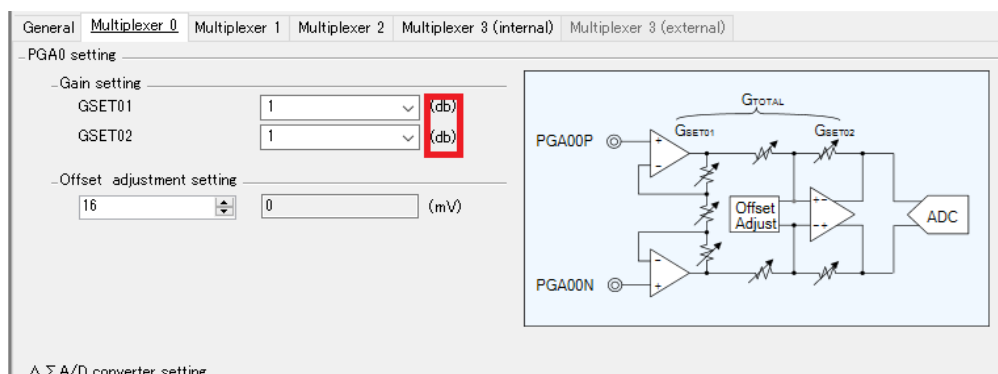 General Multiplexer 0 Multiplexer 1 Multiplexer 2 Multiplexer 3 (internal) Multiplexer 3 (external)
PGA0 setting
Gain setting
GSET01 1 (db)
GSET02 1 (db)
Offset adjustment setting
16 0 (mV)
GTOTAL
GSET01 GSET02
PGA00P
+
-
Offset
Adjust
+-
-+
ADC
-
+
PGA00N
ΔΣA/D converter setting